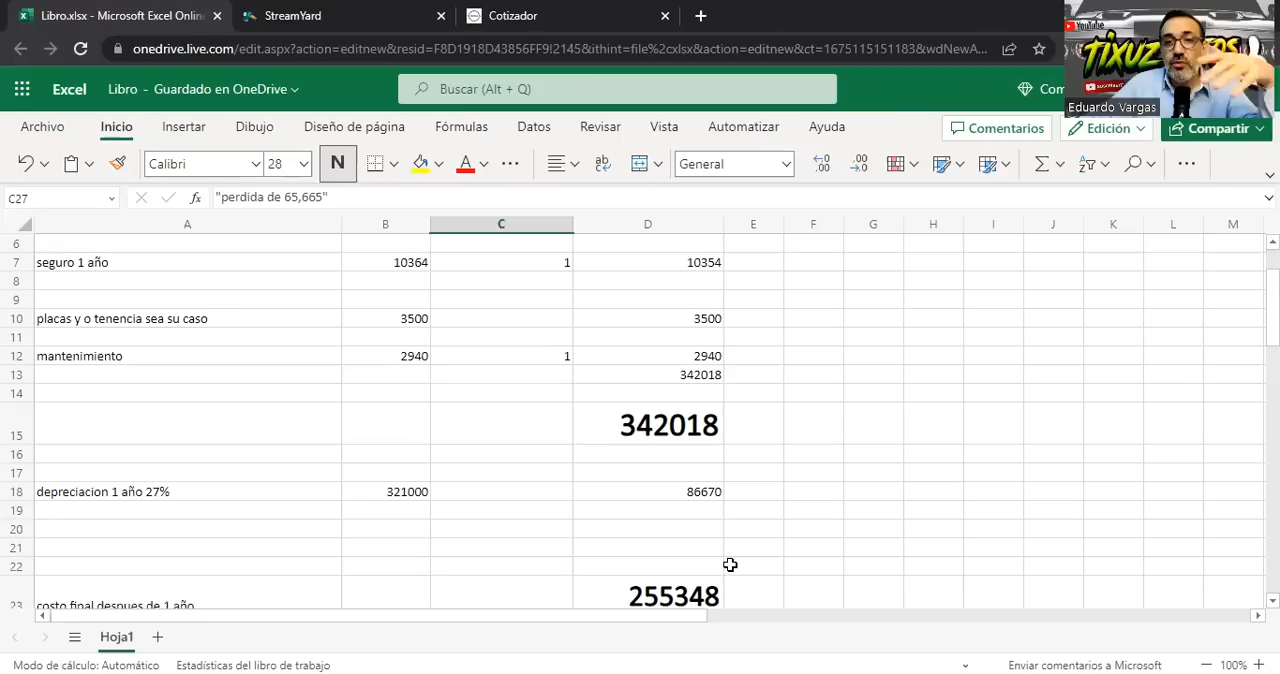 Libro.xlsx - Microsoft Excel Onlin
StreamYard
Cotizador
onedrive.live.com/edit.aspx?action=editnew&resid=F8D1918D43856FF9!2145&ithint=file%2cxlsx&action=editnew&ct=1675115151183&wdNewA...
YouTube
TIXUZ
Eduardo Vargas
Excel
Libro - Guardado en OneDrive
Buscar (Alt + Q)
Com
Archivo
Inicio
Insertar
Dibujo
Diseño de página
Fórmulas
Datos
Revisar
Vista
Automatizar
Ayuda
Comentarios
Edición
Compartir
Calibri
28
N
A
ab
General
C27
fx
"perdida de 65,665"
A B C D E F G H I J K L M
6
7 seguro 1 año 10364 1 10354
8
9
10 placas y o tenencia sea su caso 3500 3500
11
12 mantenimiento 2940 1 2940
13 342018
14
15 342018
16
17
18 depreciacion 1 año 27% 321000 86670
19
20
21
22
23 costo final despues de 1 año 255348
Hoja1
Modo de cálculo: Automático
Estadísticas del libro de trabajo
Enviar comentarios a Microsoft
100%